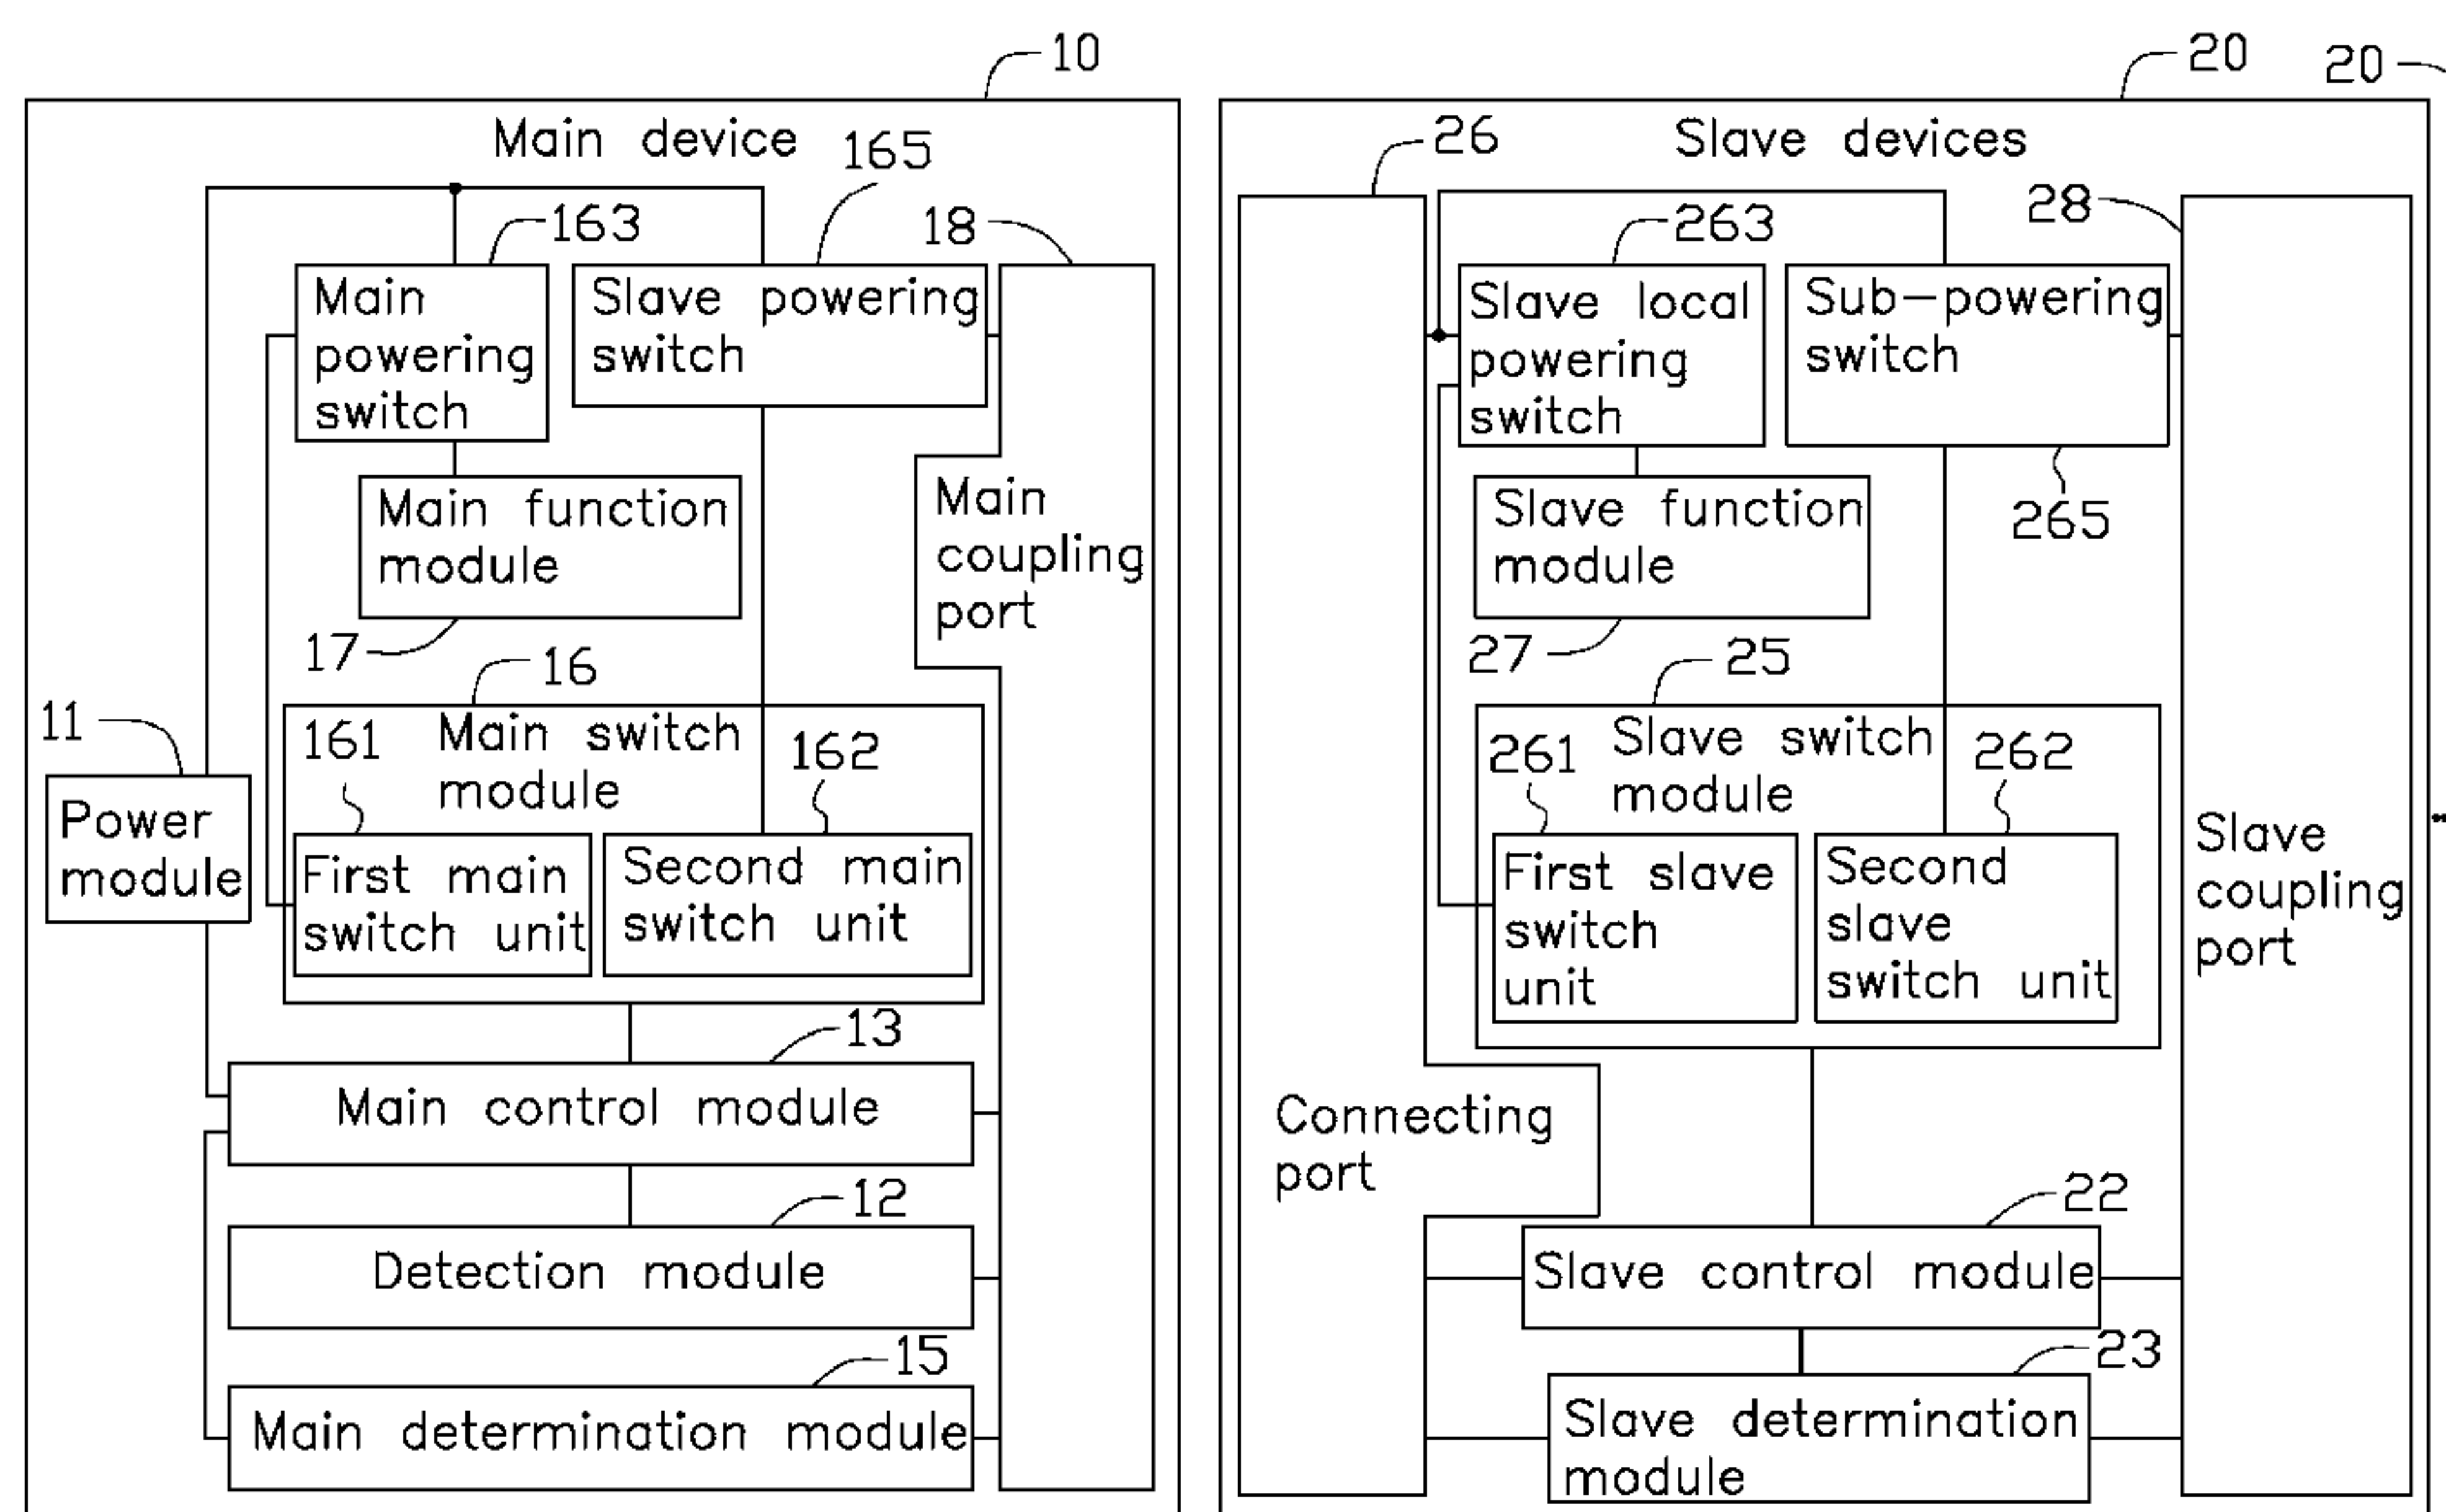 10
20
20
Main device
165
26
Slave devices
163
18
263
28
Main
powering
switch
Slave powering
switch
Slave local
powering
switch
Sub-powering
switch
Main function
module
Main
coupling
port
Slave function
module
265
17
16
27
25
11
161
Main switch
module
162
261
Slave switch
module
262
Power
module
First main
switch unit
Second main
switch unit
First slave
switch
unit
Second
slave
switch unit
Slave
coupling
port
13
Main control module
Connecting
port
12
22
Detection module
Slave control module
15
23
Main determination module
Slave determination
module